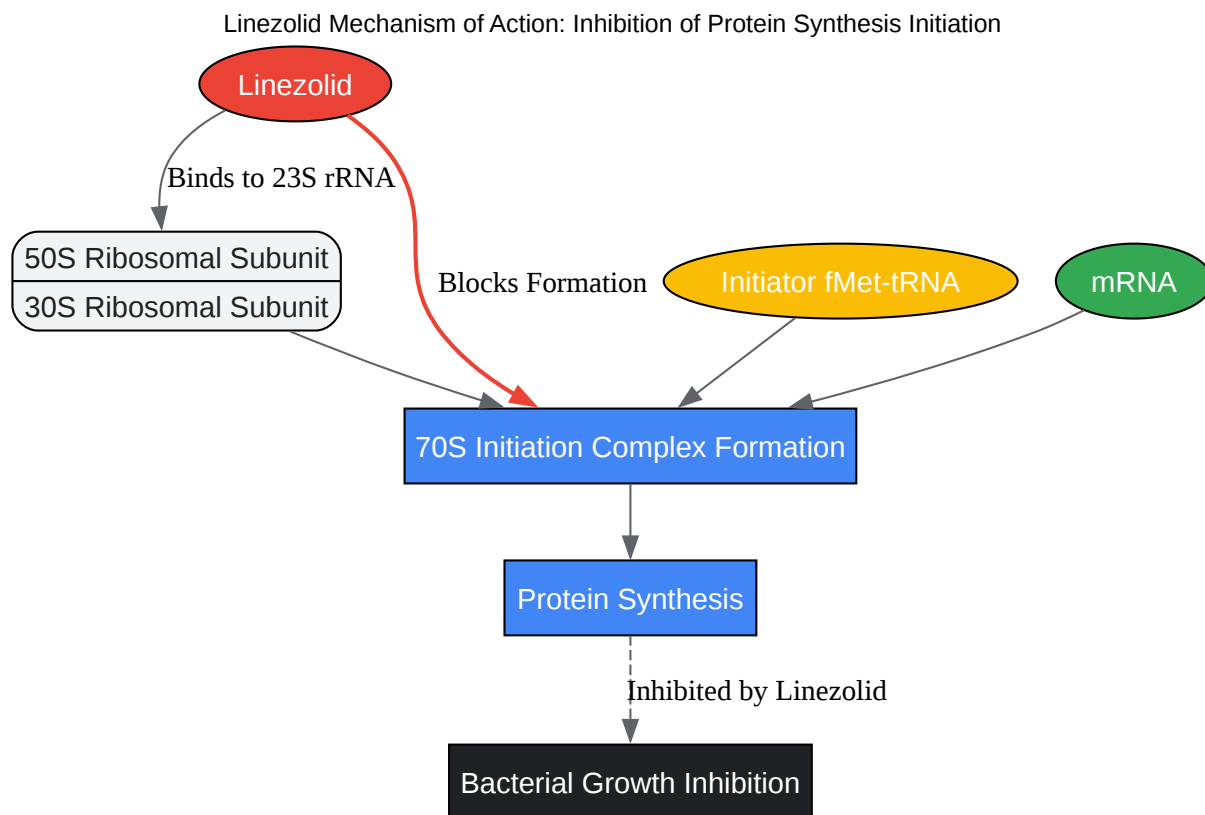 Linezolid Mechanism of Action: Inhibition of Protein Synthesis Initiation
Linezolid
Binds to 23S rRNA
50S Ribosomal Subunit
30S Ribosomal Subunit
Blocks Formation
Initiator fMet-tRNA
mRNA
70S Initiation Complex Formation
Protein Synthesis
Inhibited by Linezolid
Bacterial Growth Inhibition